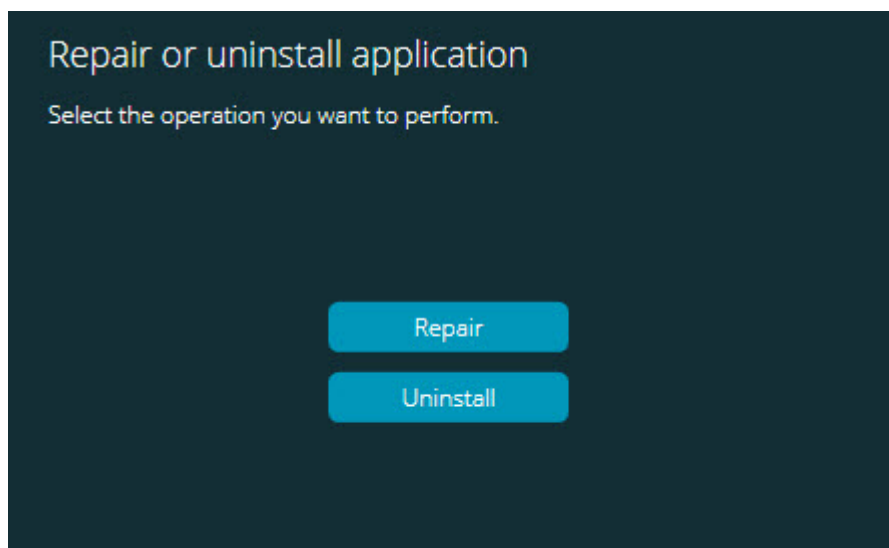 Repair or uninstall application
Select the operation you want to perform.
Repair
Uninstall